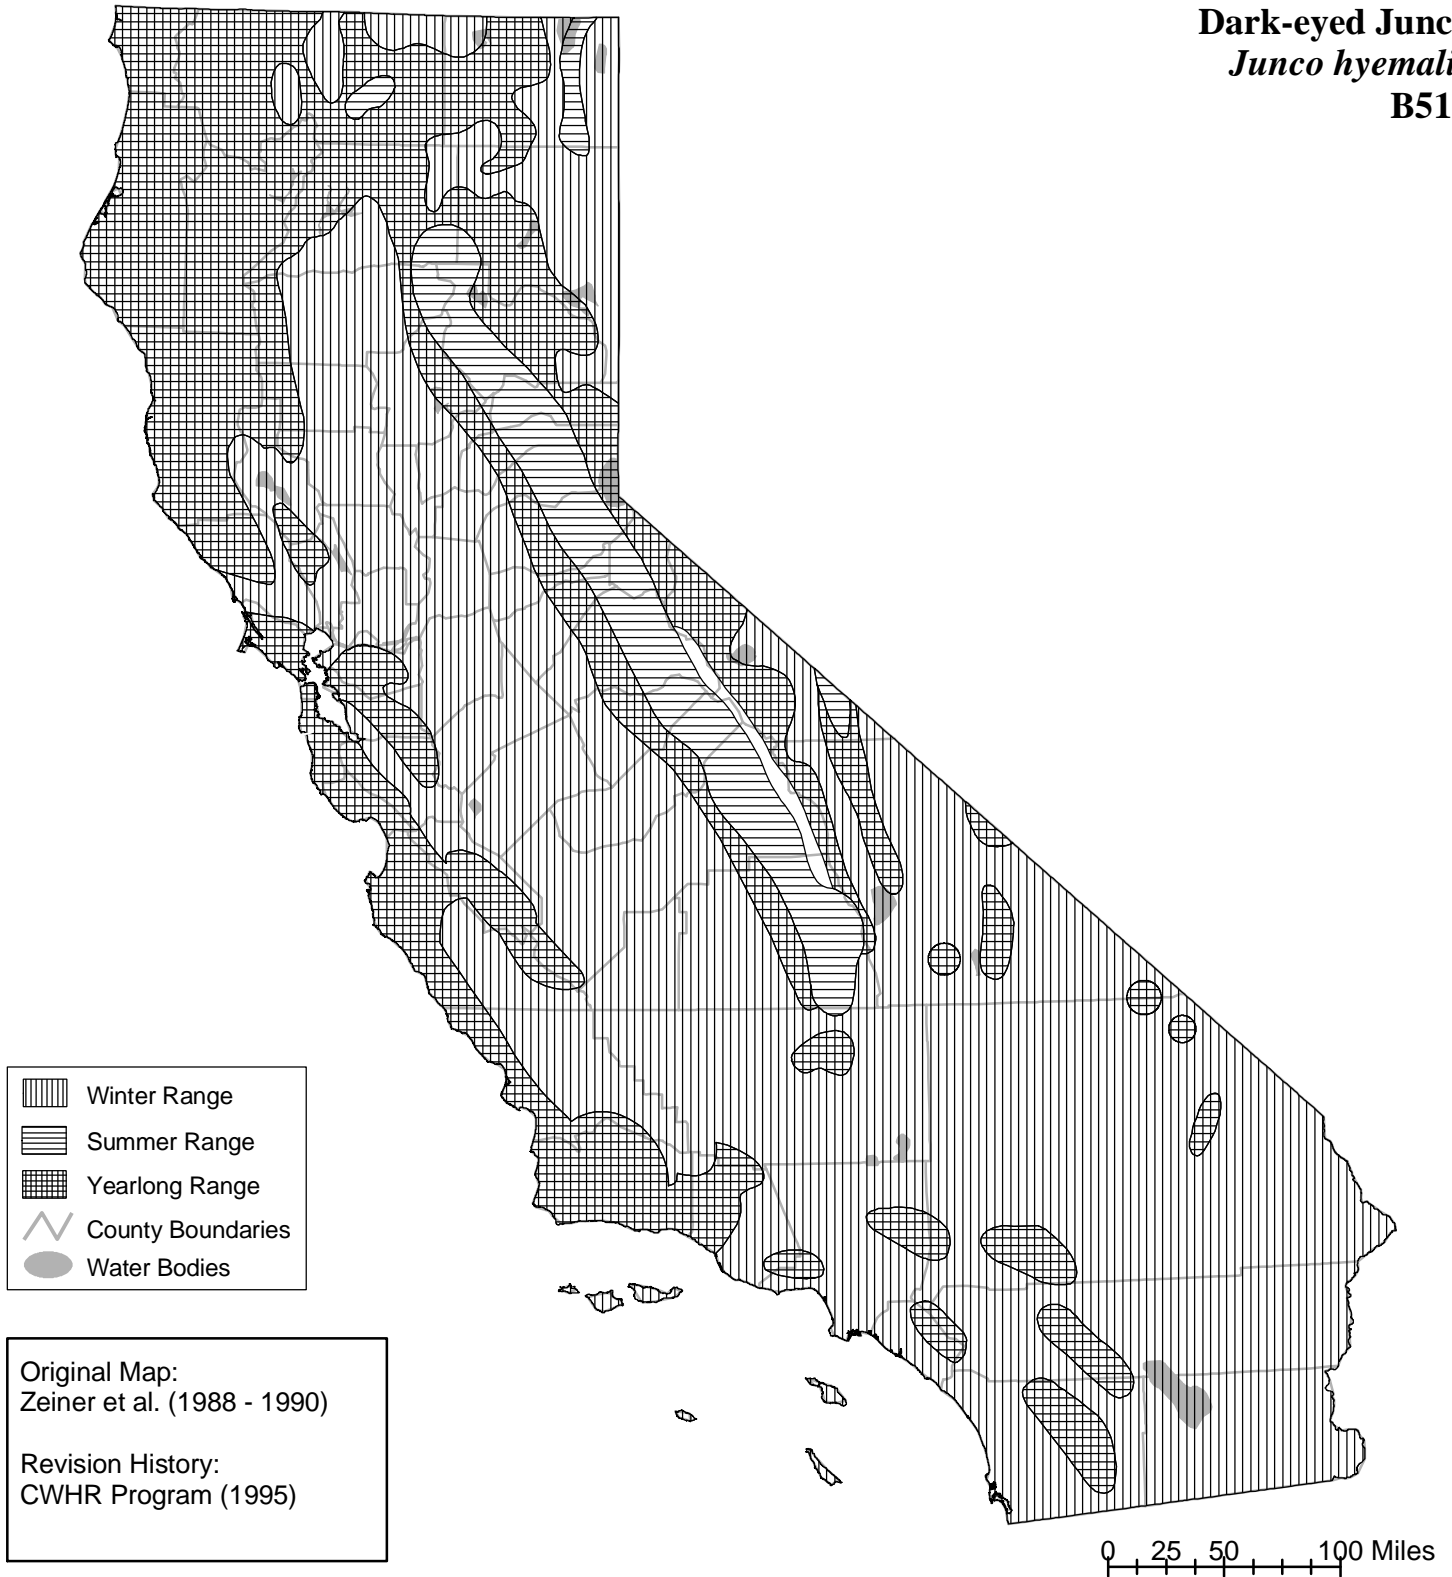 Dark-eyed Junc
Junco hyemali
B51
Winter Range
Summer Range
Yearlong Range
County Boundaries
Water Bodies
Original Map:
Zeiner et al. (1988 - 1990)
Revision History:
CWHR Program (1995)
0 25 50 100 Miles